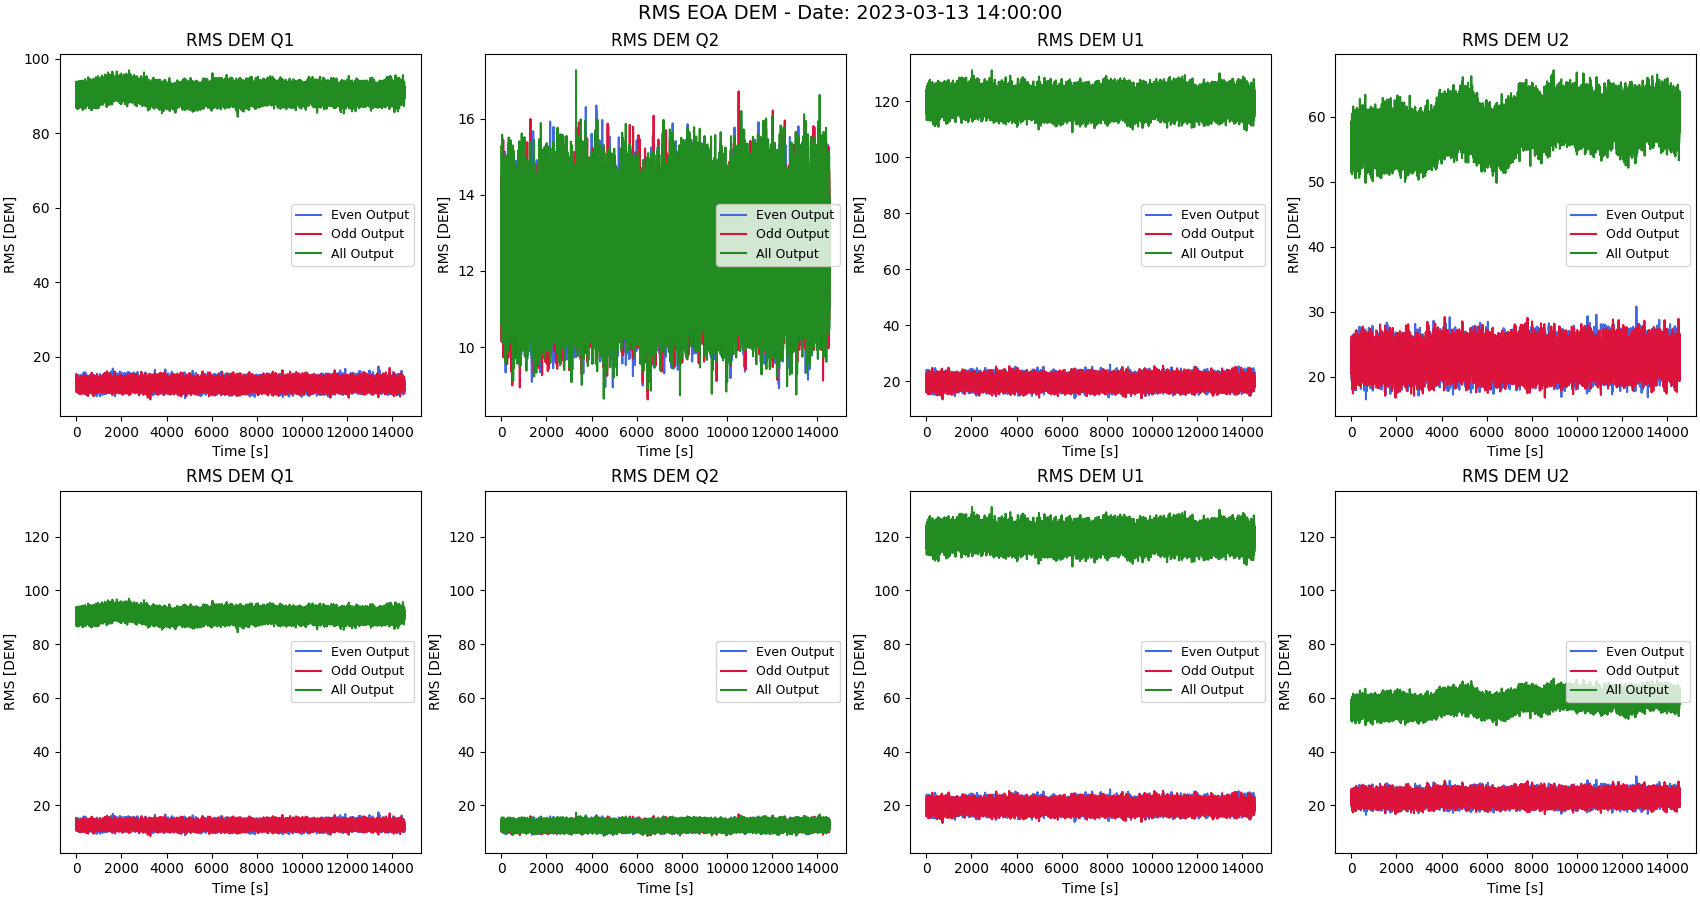 RMS EOA DEM - Date: 2023-03-13 14:00:00
RMS DEM Q1
RMS [DEM]
100
80
60
40
20
Even Output
Odd Output
All Output
0 2000 4000 6000 8000 10000 12000 14000
Time [s]
RMS DEM Q2
RMS [DEM]
16
14
12
10
Even Output
Odd Output
All Output
0 2000 4000 6000 8000 10000 12000 14000
Time [s]
RMS DEM U1
RMS [DEM]
120
100
80
60
40
20
Even Output
Odd Output
All Output
0 2000 4000 6000 8000 10000 12000 14000
Time [s]
RMS DEM U2
RMS [DEM]
60
50
40
30
20
Even Output
Odd Output
All Output
0 2000 4000 6000 8000 10000 12000 14000
Time [s]
RMS DEM Q1
RMS [DEM]
120
100
80
60
40
20
Even Output
Odd Output
All Output
0 2000 4000 6000 8000 10000 12000 14000
Time [s]
RMS DEM Q2
RMS [DEM]
120
100
80
60
40
20
Even Output
Odd Output
All Output
0 2000 4000 6000 8000 10000 12000 14000
Time [s]
RMS DEM U1
RMS [DEM]
120
100
80
60
40
20
Even Output
Odd Output
All Output
0 2000 4000 6000 8000 10000 12000 14000
Time [s]
RMS DEM U2
RMS [DEM]
120
100
80
60
40
20
Even Output
Odd Output
All Output
0 2000 4000 6000 8000 10000 12000 14000
Time [s]